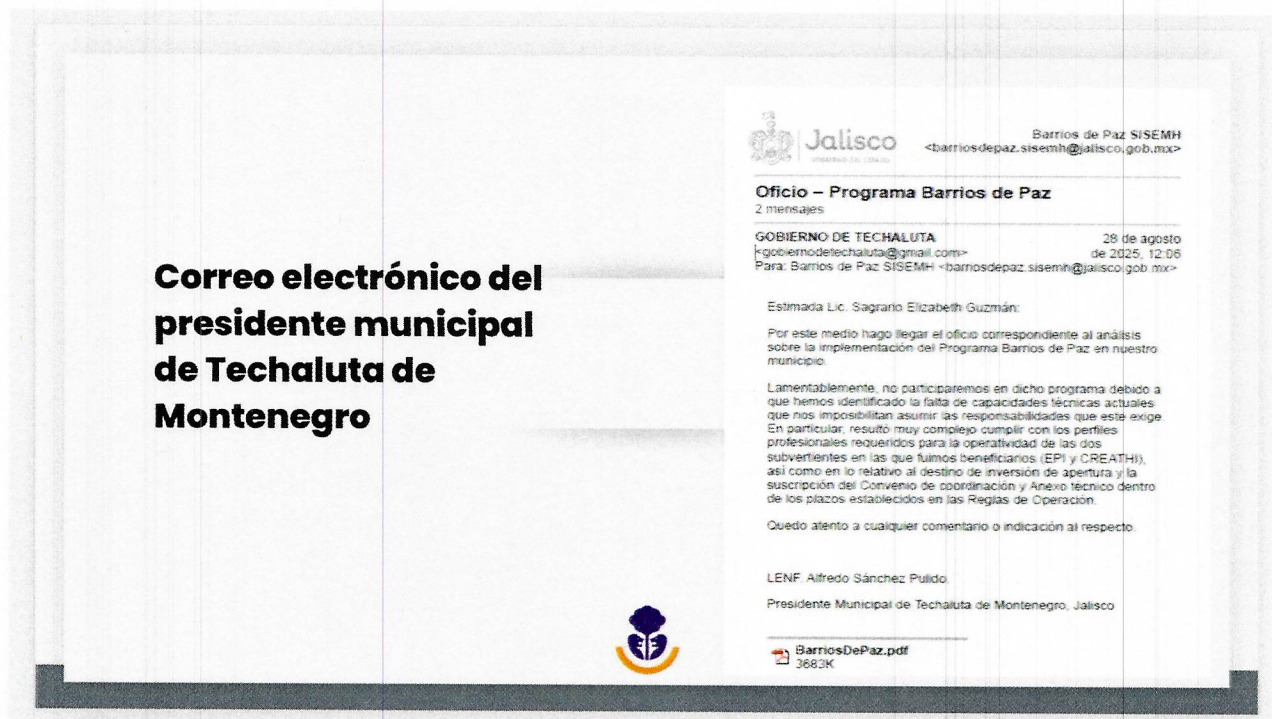 Correo electrónico del
presidente municipal
de Techaluta de
Montenegro
Jalisco
Barrios de Paz SISEMH
<barriosdepaz.sisemh@jalisco.gob.mx>
Oficio – Programa Barrios de Paz
2 mensajes
GOBIERNO DE TECHALUTA
28 de agosto
<gobiernodetechaluta@gmail.com>
de 2025, 12:06
Para: Barrios de Paz SISEMH <barriosdepaz.sisemh@jalisco.gob.mx>
Estimada Lic. Sagrario Elizabeth Guzmán:
Por este medio hago llegar el oficio correspondiente al análisis
sobre la implementación del Programa Barrios de Paz en nuestro
municipio.
Lamentablemente, no participaremos en dicho programa debido a
que hemos identificado la falta de capacidades técnicas actuales
que nos imposibilitan asumir las responsabilidades que este exige.
En particular, resultó muy complejo cumplir con los perfiles
profesionales requeridos para la operatividad de las dos
subvertientes en las que fuimos beneficiarios (EPI y CREATHI),
así como en lo relativo al destino de inversión de apertura y la
suscripción del Convenio de coordinación y Anexo técnico dentro
de los plazos establecidos en las Reglas de Operación.
Quedo atento a cualquier comentario o indicación al respecto.
LENF. Alfredo Sánchez Pulido.
Presidente Municipal de Techaluta de Montenegro, Jalisco
BarriosDePaz.pdf
3683K